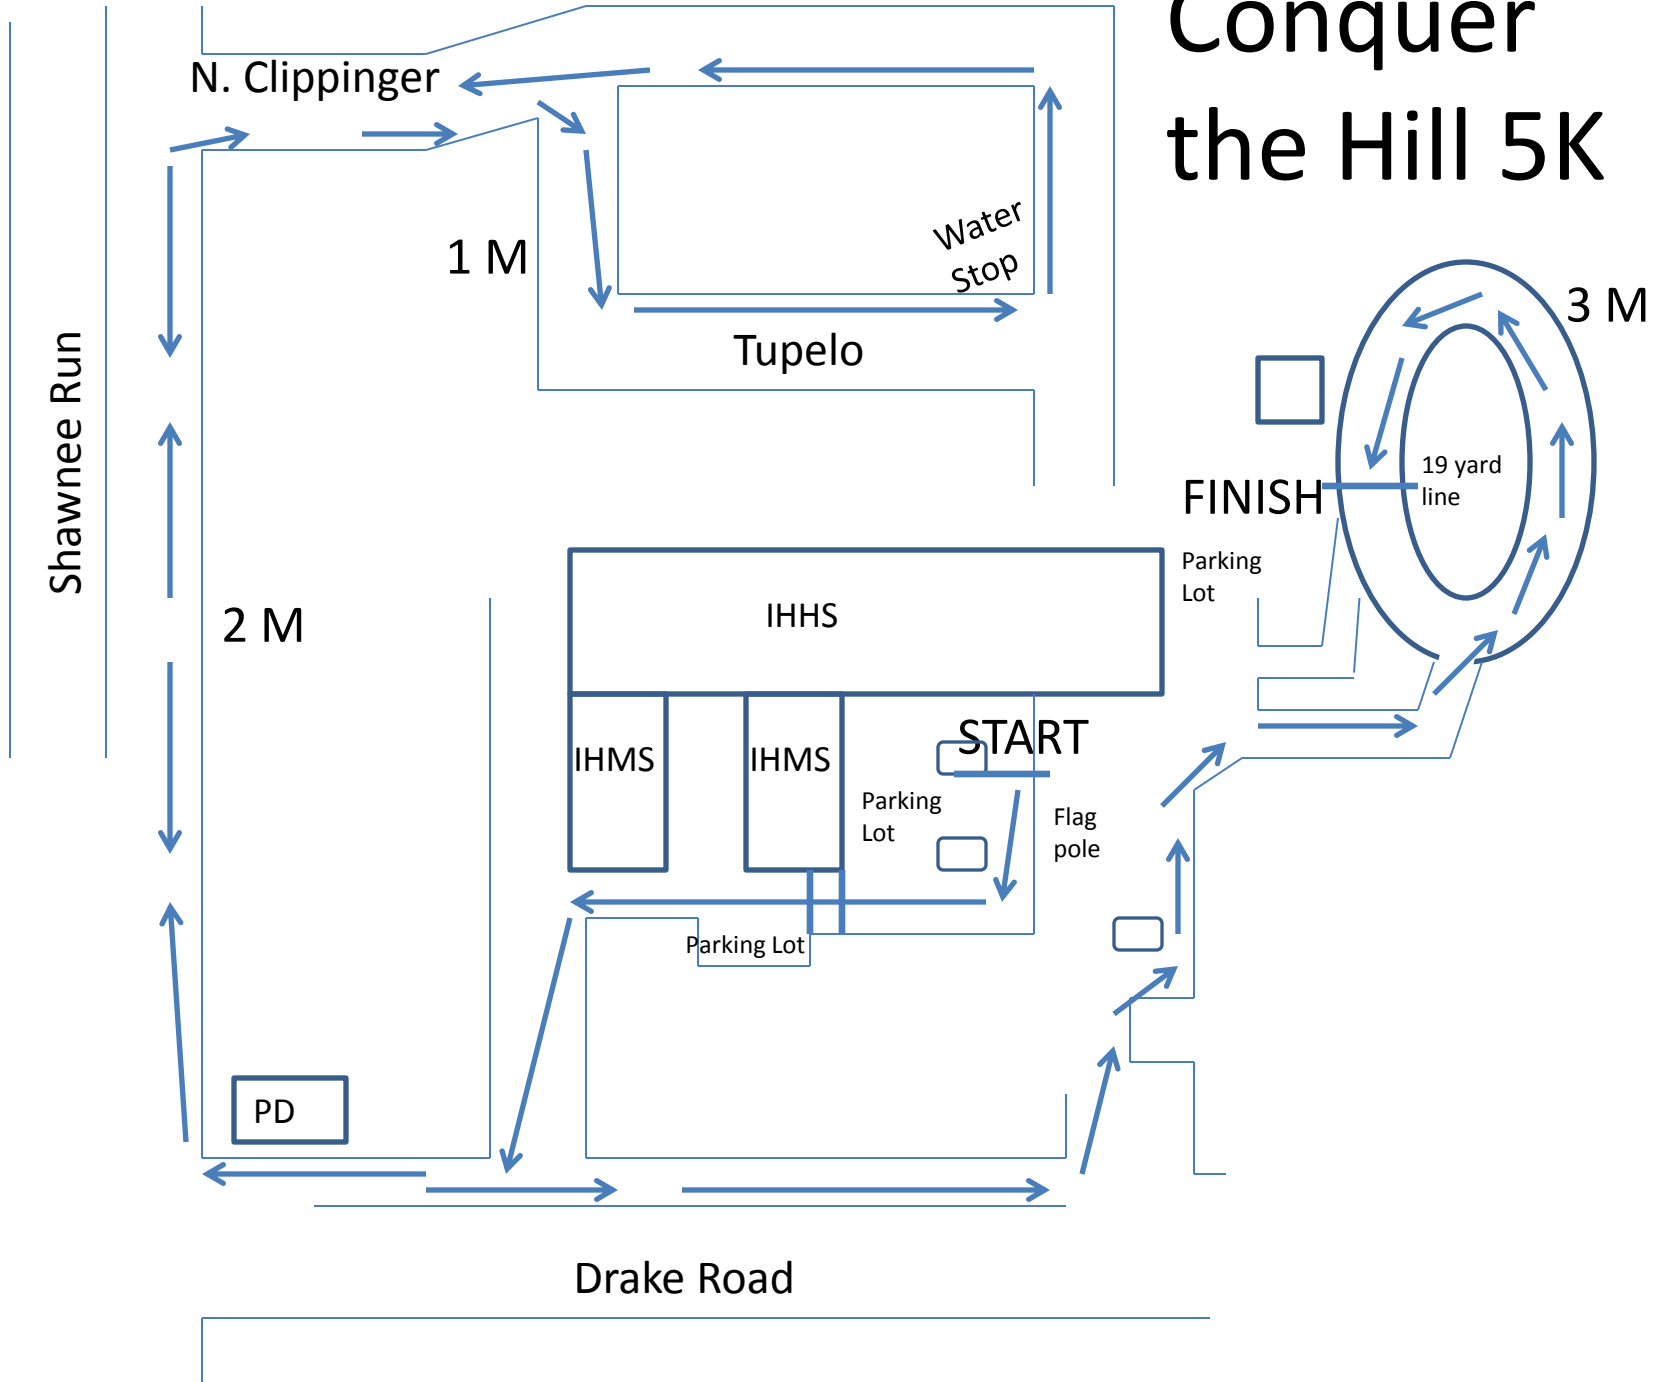 Conquer
the Hill 5K
N. Clippinger
Water
Stop
1 M
3 M
Tupelo
Shawnee Run
19 yard
line
FINISH
Parking
Lot
IHHS
2 M
START
IHMS
IHMS
Parking
Lot
Flag
pole
Parking Lot
PD
Drake Road